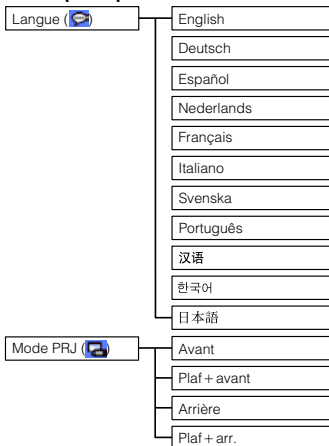 Langue ( )
English
Deutsch
Español
Nederlands
Français
Italiano
Svenska
Português
汉语
한국어
日本語
Mode PRJ ( )
Avant
Plaf + avant
Arrière
Plaf + arr.